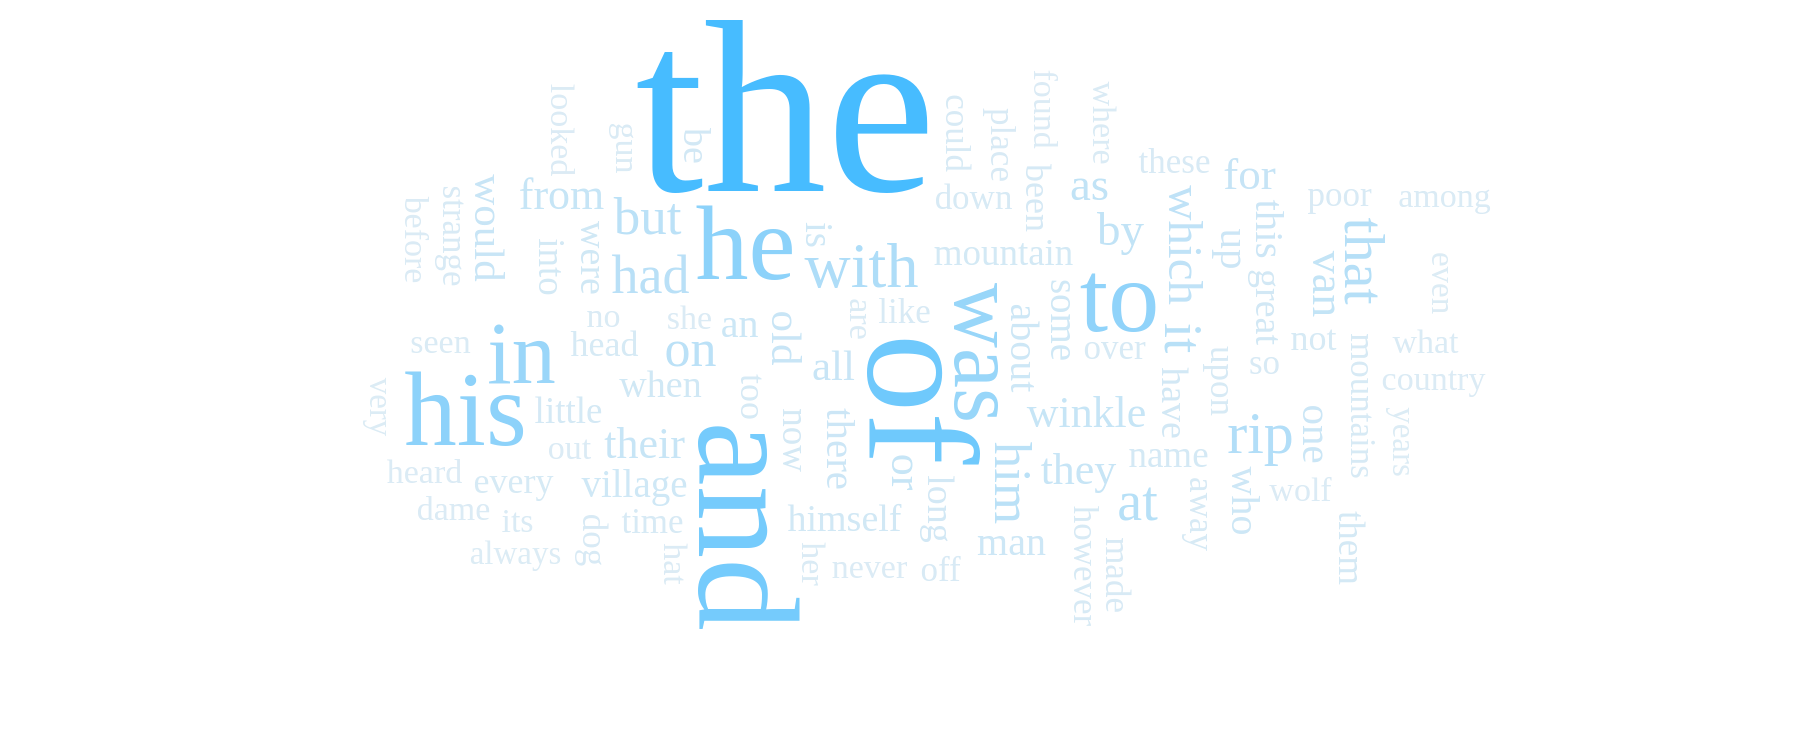 the
looked
gun
be
could
place
found
where
these
for
before
strange
would
from
but
he
is
with
down
been
as
by
which
this
poor
among
that
into
were
had
mountain
up
van
even
great
to
was
some
about
no
she
an
old
are
like
it
not
seen
in
head
on
all
of
over
upon
so
mountains
what
country
very
his
little
when
too
now
there
winkle
have
rip
one
years
out
their
and
or
him
they
name
who
wolf
heard
every
village
dame
its
dog
time
himself
long
at
away
them
always
hat
her
never
off
man
however
made